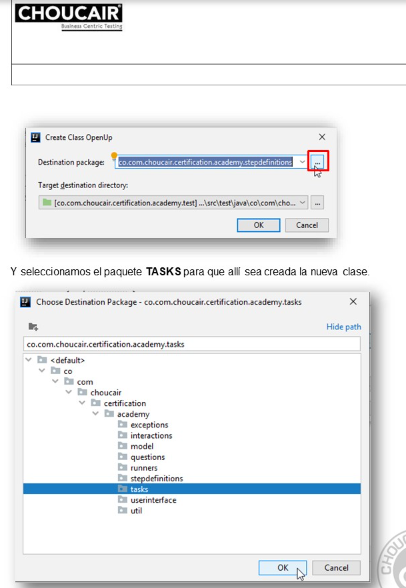 CHOUCAIR
Business Centric Testing
Create Class OpenUp
Destination package: co.com.choucair.certification.academy.stepdefinitions ...
Target destination directory:
[co.com.choucair.certification.academy.test] ...\src\test\java\co\com\cho... ...
OK Cancel
Y seleccionamos el paquete TASKS para que allí sea creada la nueva clase.
Choose Destination Package - co.com.choucair.certification.academy.tasks
Hide path
co.com.choucair.certification.academy.tasks
<default>
co
com
choucair
certification
academy
exceptions
interactions
model
questions
runners
stepdefinitions
tasks
userinterface
util
OK Cancel